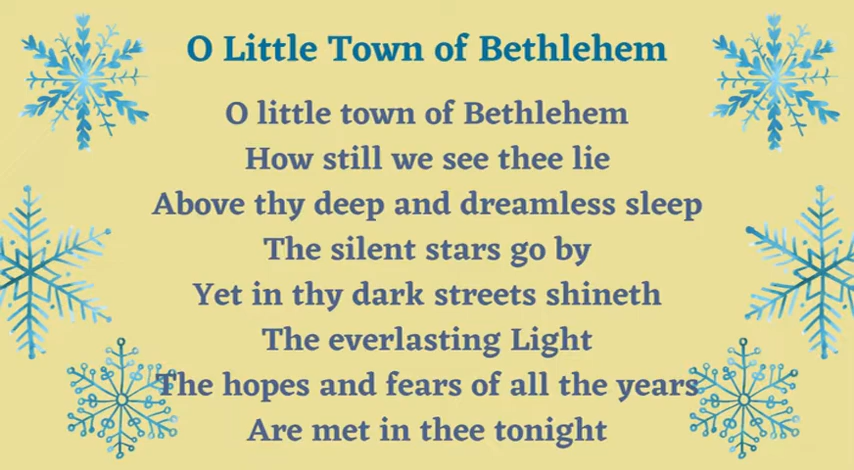 O Little Town of Bethlehem
O little town of Bethlehem
How still we see thee lie
Above thy deep and dreamless sleep
The silent stars go by
Yet in thy dark streets shineth
The everlasting Light
The hopes and fears of all the years
Are met in thee tonight